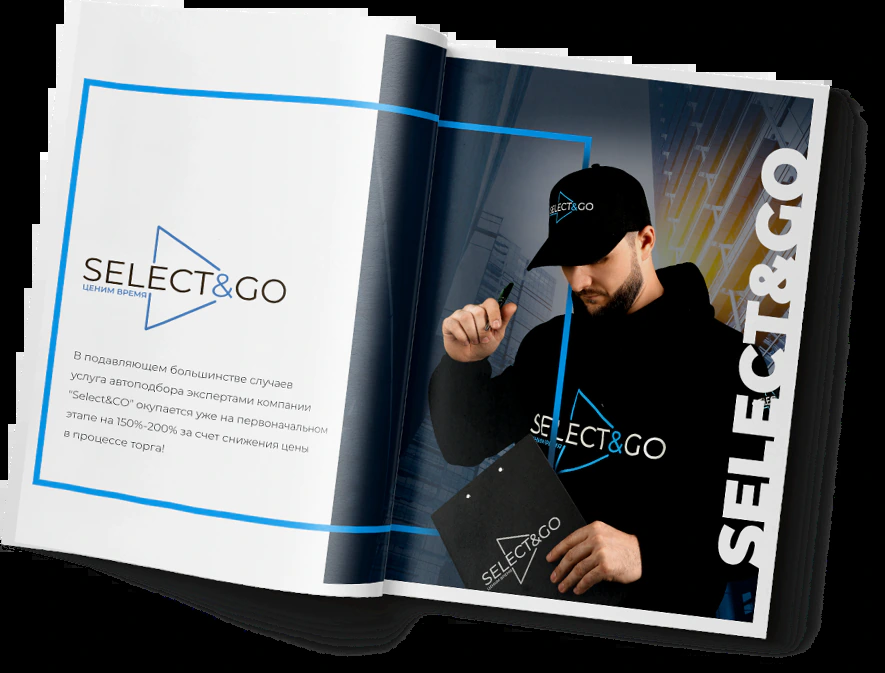 SELECT&GO
ЦЕНИМ ВРЕМЯ
В подавляющем большинстве случаев
услуга автоподбора экспертами компании
"Select&CO" окупается уже на первоначальном
этапе на 150%-200% за счет снижения цены
в процессе торга!
SELECT&GO
SELECT&GO
SELECT&GO
SELECT&GO